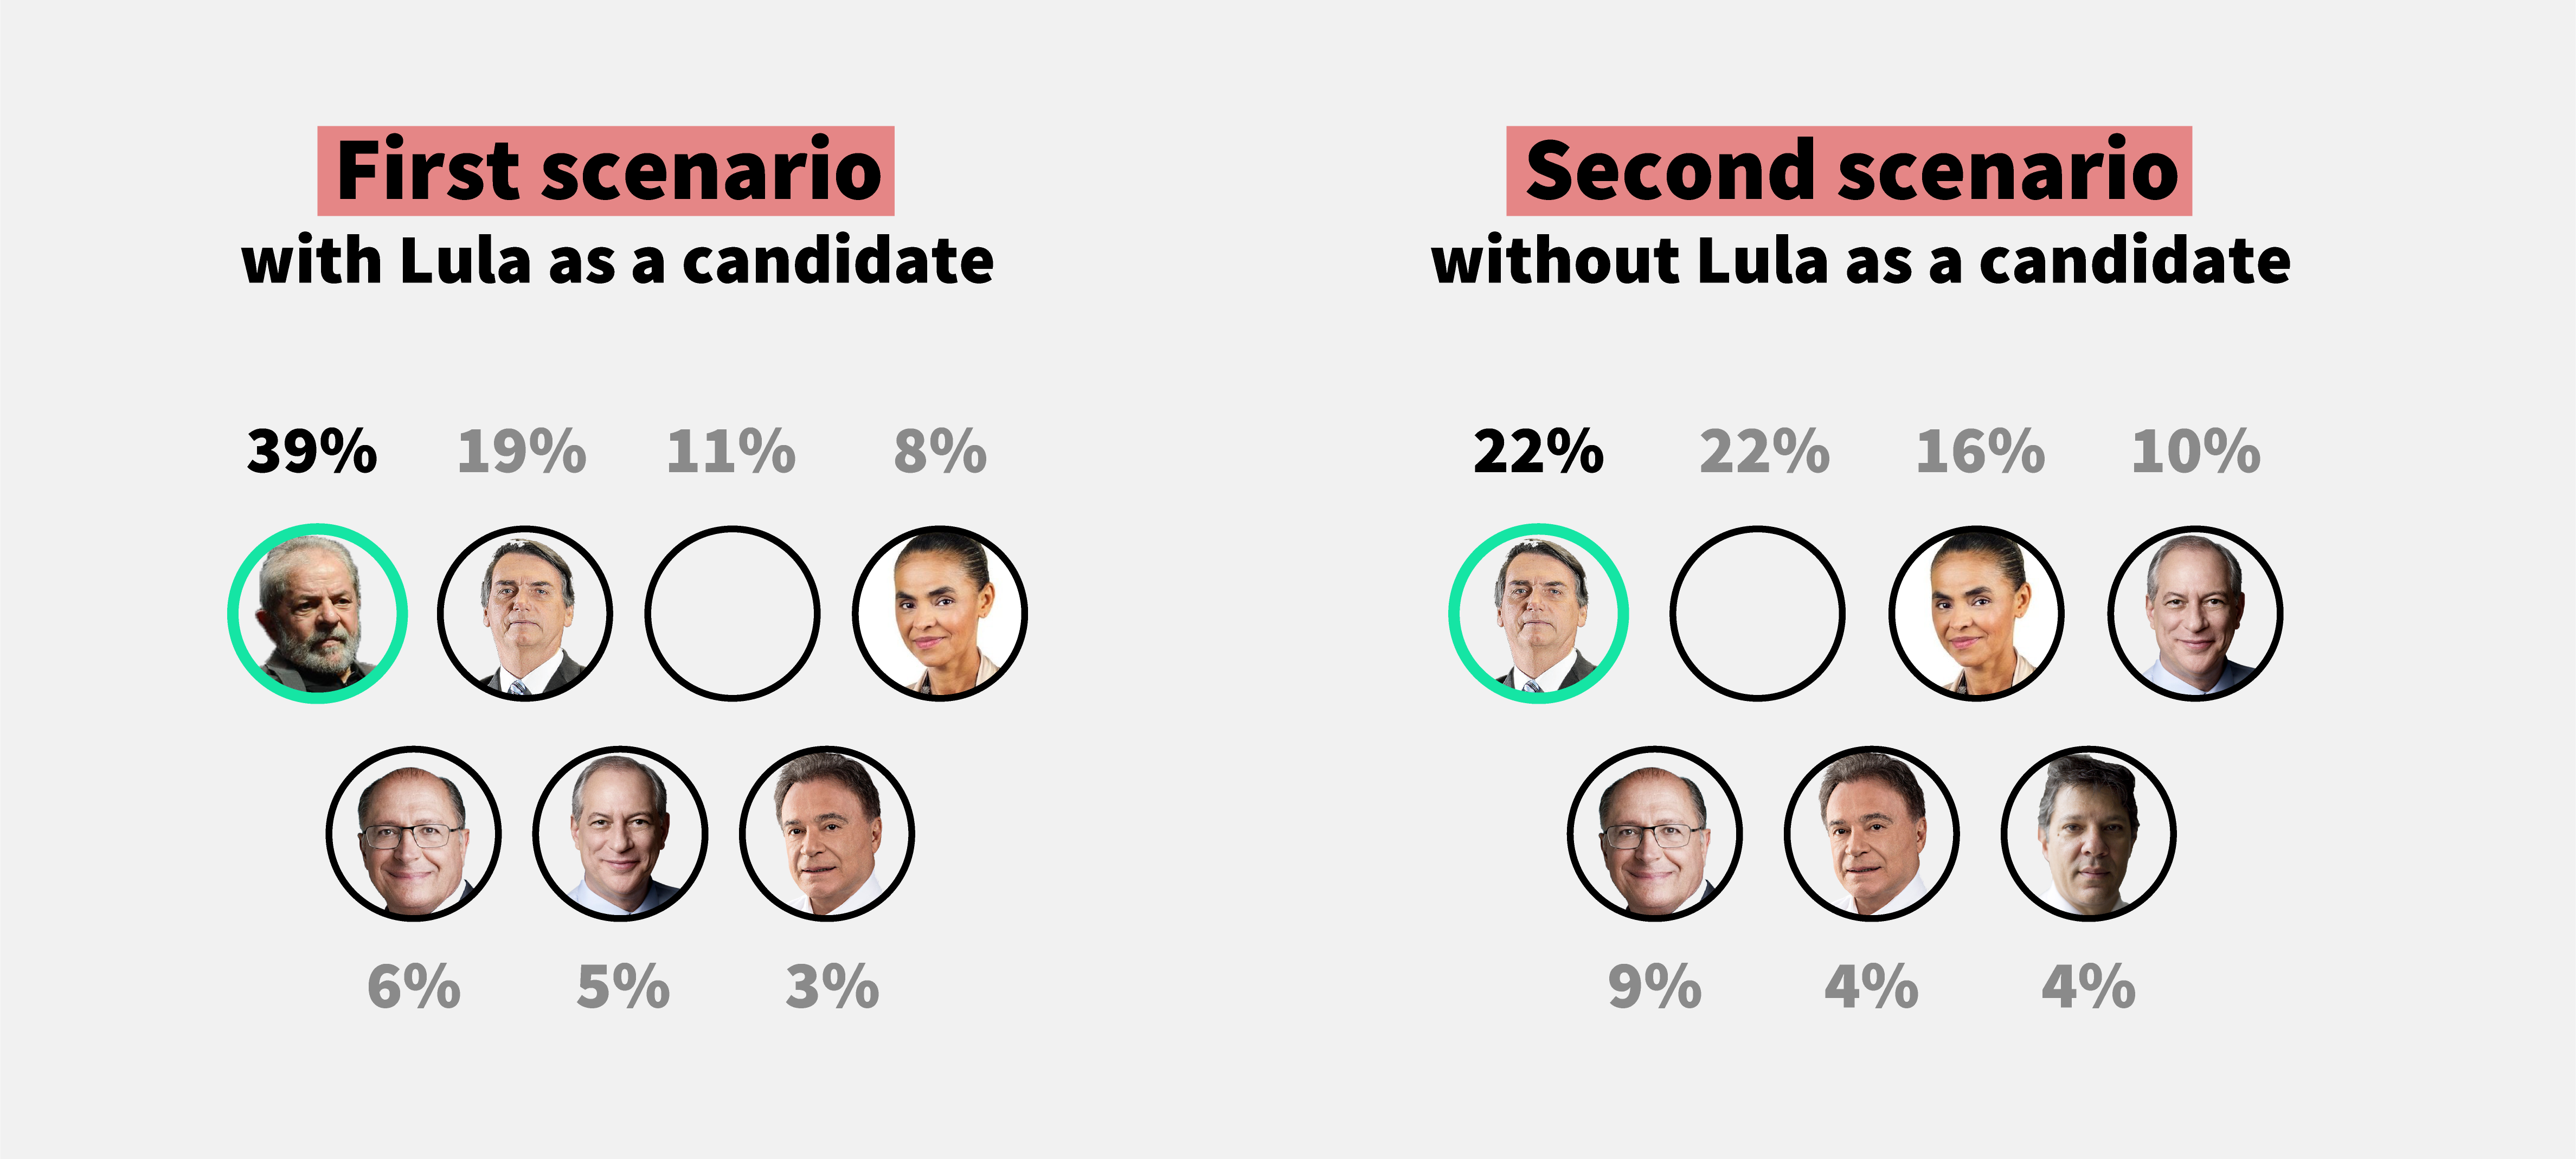 First scenario
with Lula as a candidate
39% 19% 11% 8%
6% 5% 3%
Second scenario
without Lula as a candidate
22% 22% 16% 10%
9% 4% 4%